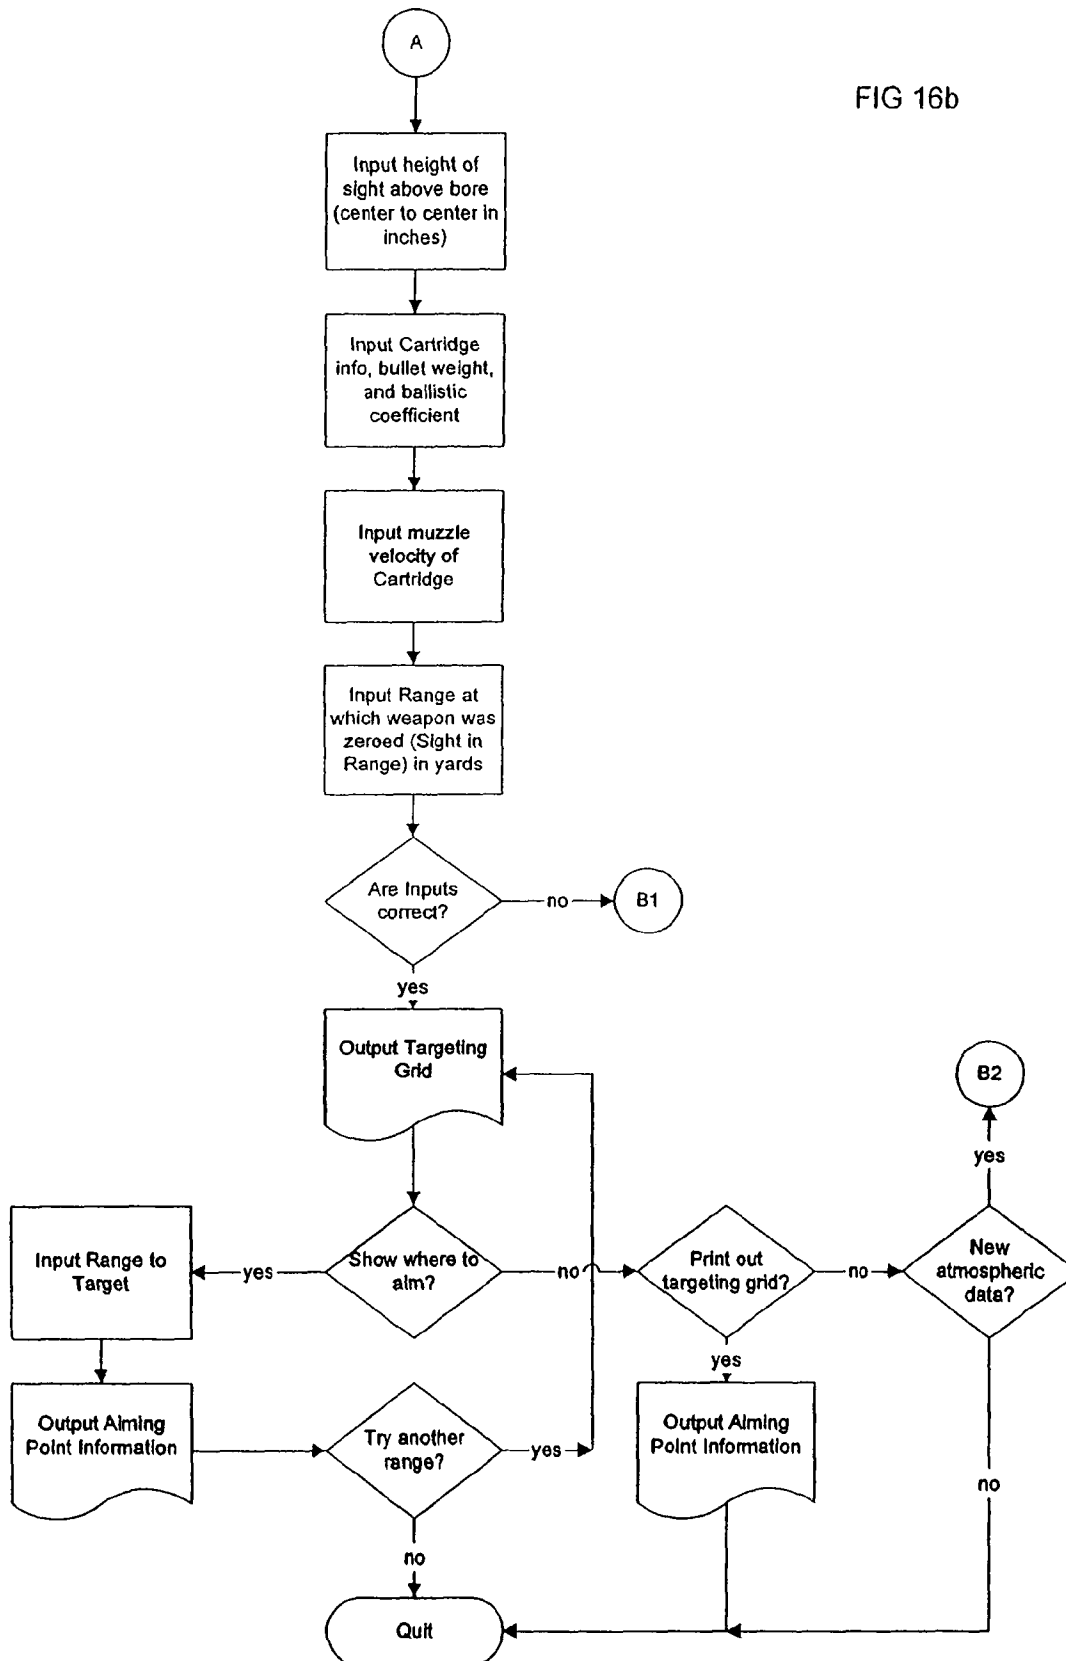 A
FIG 16b
Input height of
sight above bore
(center to center in
inches)
Input Cartridge
info, bullet weight,
and ballistic
coefficient
Input muzzle
velocity of
Cartridge
Input Range at
which weapon was
zeroed (Sight in
Range) in yards
Are Inputs
correct?
no
B1
yes
Output Targeting
Grid
B2
yes
Input Range to
Target
yes
Show where to
aim?
no
Print out
targeting grid?
no
New
atmospheric
data?
yes
Output Aiming
Point Information
Try another
range?
yes
Output Aiming
Point Information
no
no
Quit